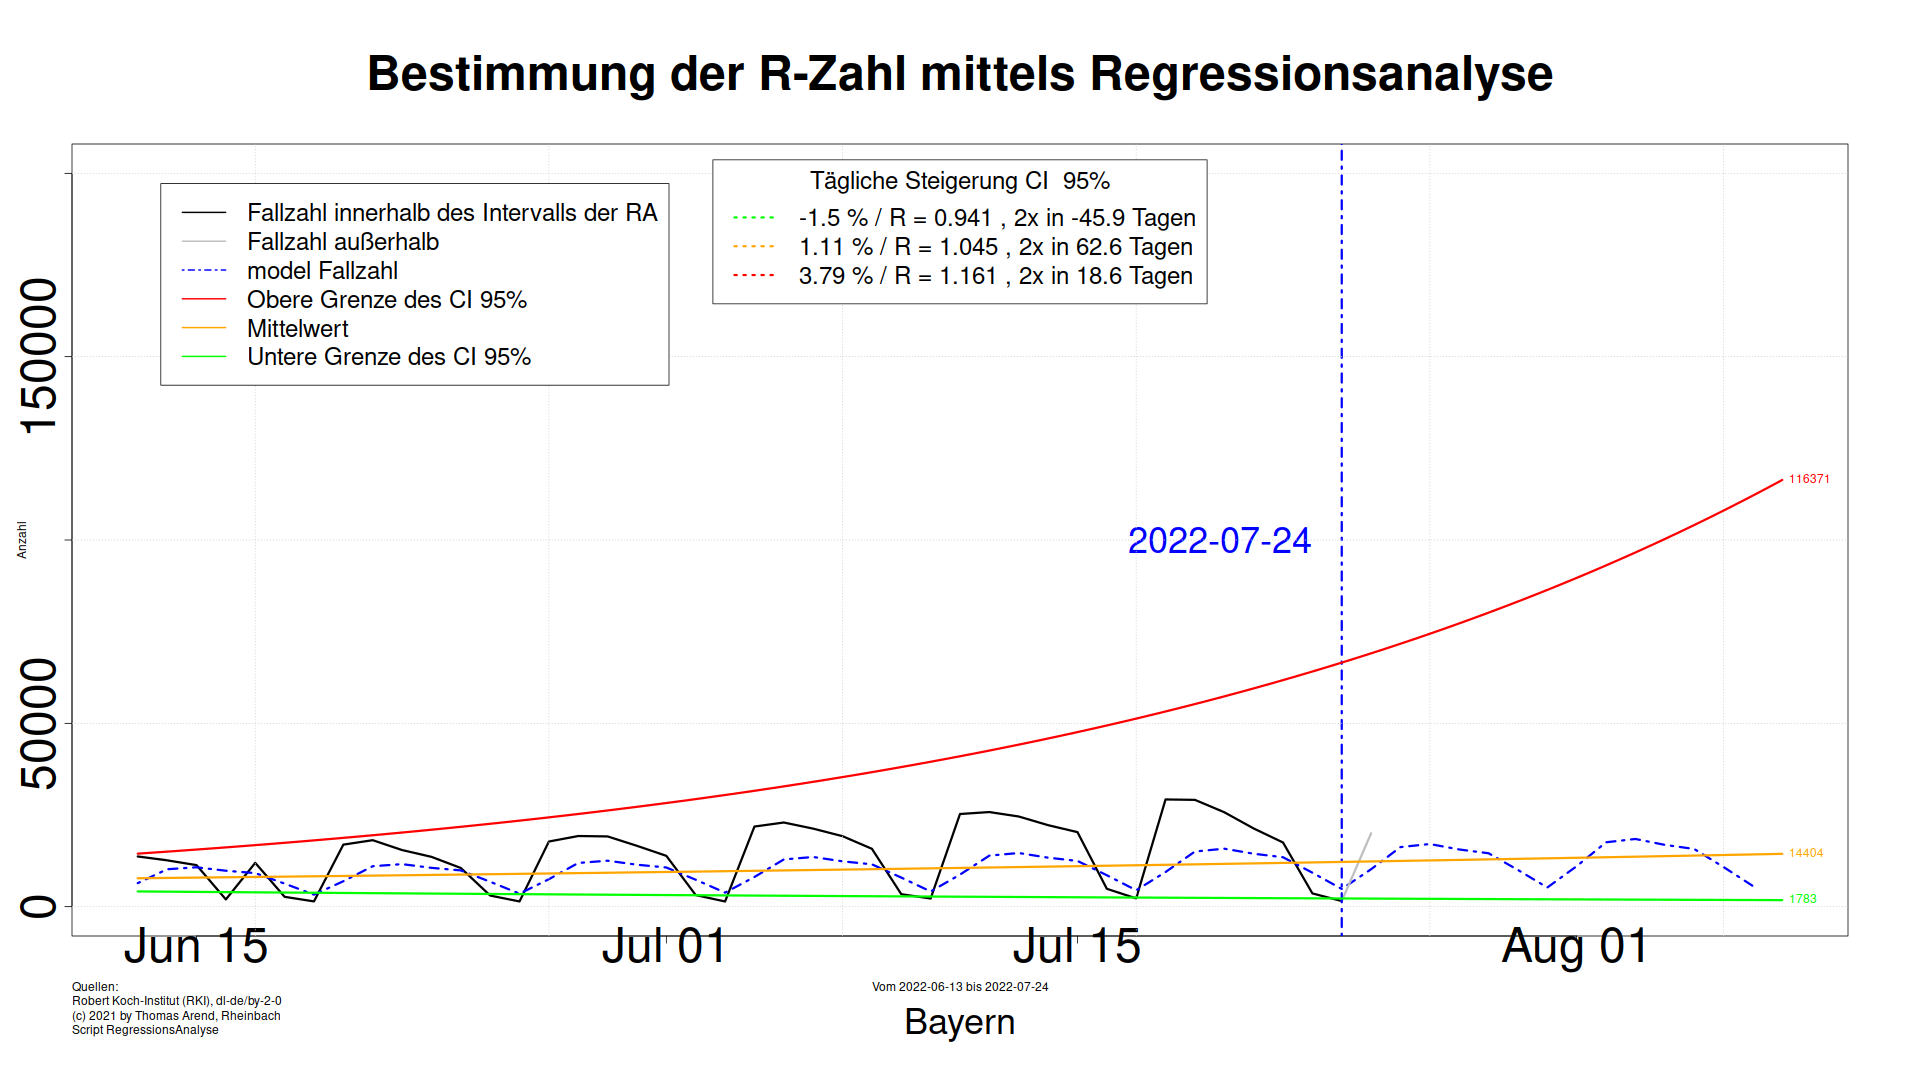 Bestimmung der R-Zahl mittels Regressionsanalyse
Fallzahl innerhalb des Intervalls der RA
Fallzahl außerhalb
model Fallzahl
Obere Grenze des CI 95%
Mittelwert
Untere Grenze des CI 95%
Tägliche Steigerung CI  95%
-1.5 % / R = 0.941 , 2x in -45.9 Tagen
1.11 % / R = 1.045 , 2x in 62.6 Tagen
3.79 % / R = 1.161 , 2x in 18.6 Tagen
150000
50000
0
Anzahl
2022-07-24
116371
14404
1783
Jun 15
Jul 01
Jul 15
Aug 01
Quellen:
Robert Koch-Institut (RKI), dl-de/by-2-0
(c) 2021 by Thomas Arend, Rheinbach
Script RegressionsAnalyse
Vom 2022-06-13 bis 2022-07-24
Bayern